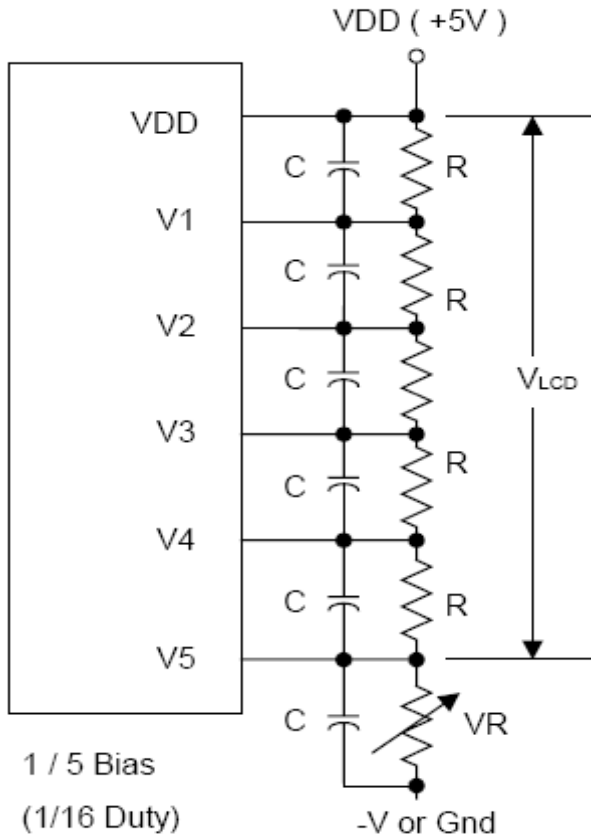 VDD ( +5V )
VDD
C
R
V1
C
R
V2
C
VLCD
V3
C
R
V4
C
R
V5
C
VR
1 / 5 Bias
(1/16 Duty)
-V or Gnd